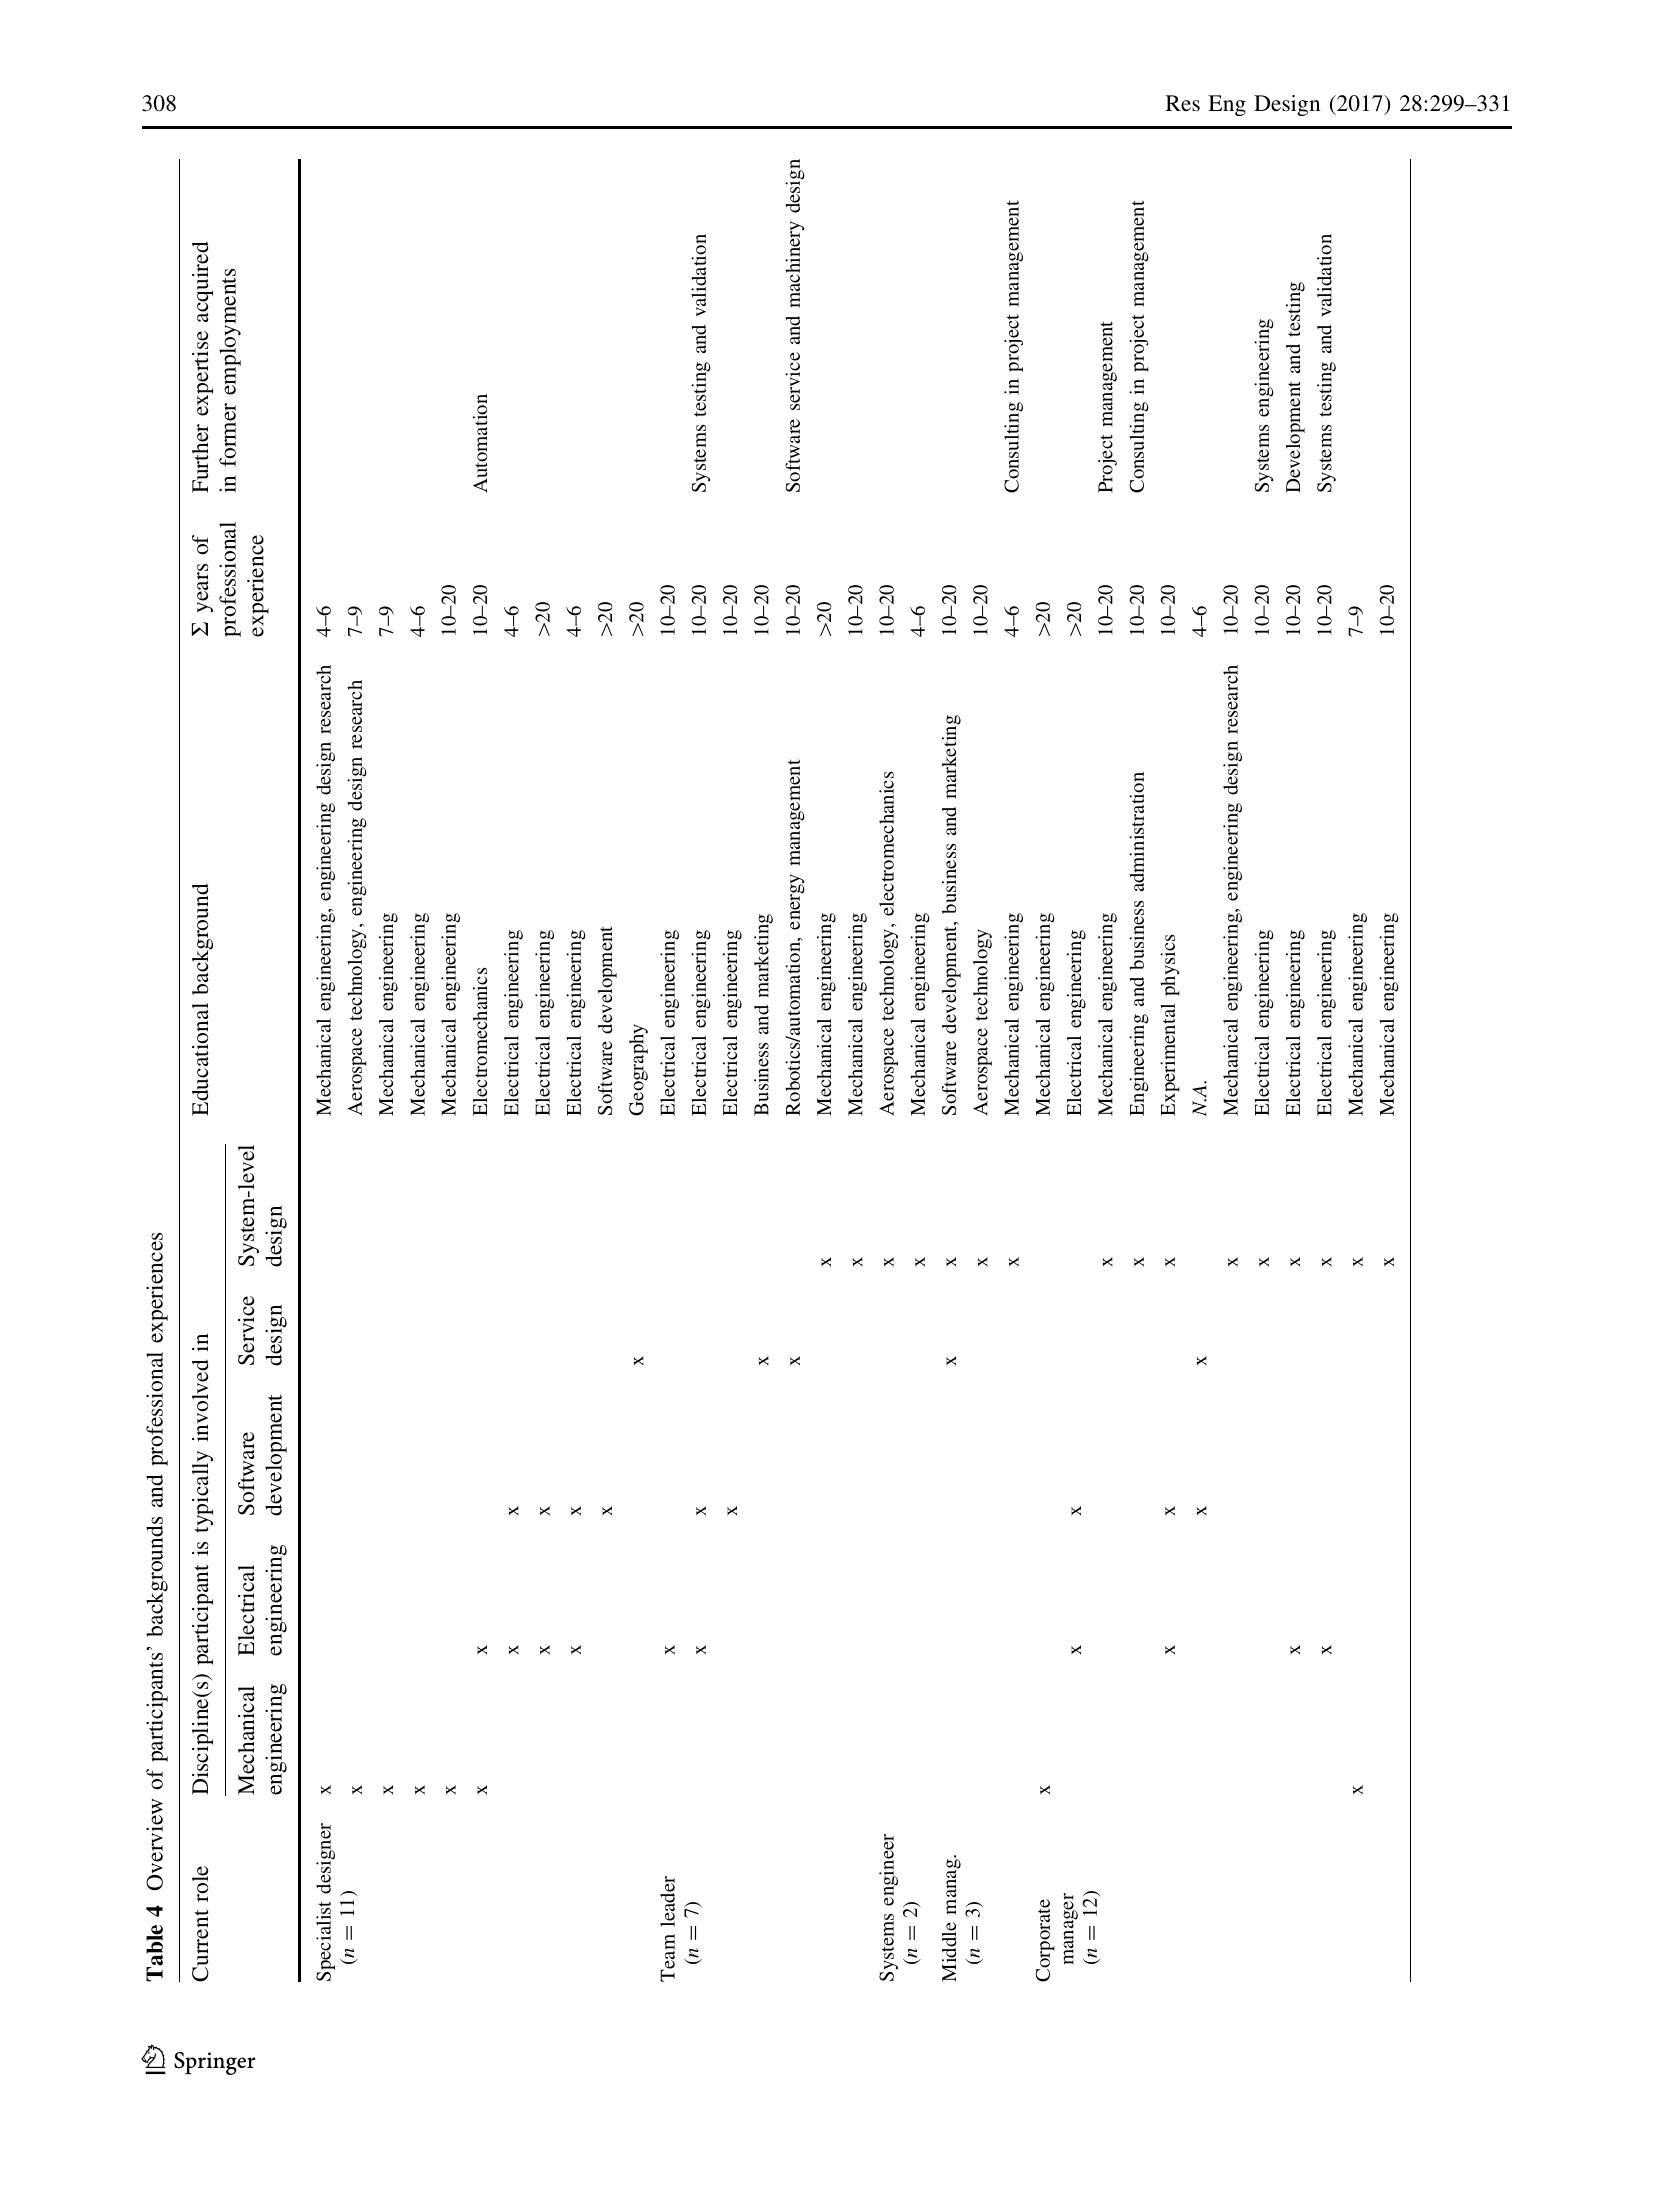 308
Res Eng Design (2017) 28:299–331
Table 4 Overview of participants' backgrounds and professional experiences
Current role Discipline(s) participant is typically involved in Educational background Σ years of professional experience Further expertise acquired in former employments
Mechanical engineering Electrical engineering Software development Service design System-level design
Specialist designer (n = 11) x Mechanical engineering, engineering design research 4–6
x Aerospace technology, engineering design research 7–9
x Mechanical engineering 7–9
x Mechanical engineering 4–6
x Mechanical engineering 10–20
x x Electromechanics 10–20 Automation
x x Electrical engineering 4–6
x x Electrical engineering >20
x x Electrical engineering 4–6
x Software development >20
x Geography >20
Team leader (n = 7) x Electrical engineering 10–20
x x Electrical engineering 10–20 Systems testing and validation
x Electrical engineering 10–20
x Business and marketing 10–20
x Robotics/automation, energy management 10–20 Software service and machinery design
x Mechanical engineering >20
x Mechanical engineering 10–20
Systems engineer (n = 2) x Aerospace technology, electromechanics 10–20
x Mechanical engineering 4–6
Middle manag. (n = 3) x x Software development, business and marketing 10–20
x Aerospace technology 10–20
x Mechanical engineering 4–6 Consulting in project management
Corporate manager (n = 12) x Mechanical engineering >20
x x Electrical engineering >20
x Mechanical engineering 10–20 Project management
x Engineering and business administration 10–20 Consulting in project management
x x x Experimental physics 10–20
x x N.A. 4–6
x Mechanical engineering, engineering design research 10–20
x Electrical engineering 10–20 Systems engineering
x x Electrical engineering 10–20 Development and testing
x x Electrical engineering 10–20 Systems testing and validation
x x Mechanical engineering 7–9
x Mechanical engineering 10–20
Springer